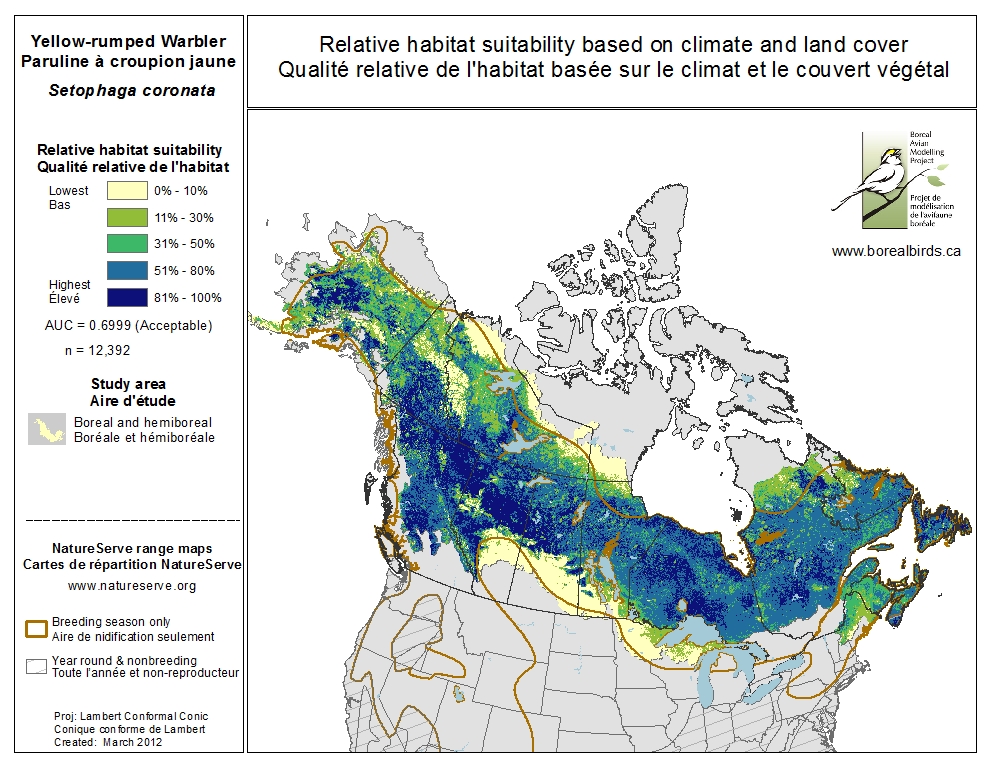 Yellow-rumped Warbler
Paruline à croupion jaune
Setophaga coronata
Relative habitat suitability based on climate and land cover
Qualité relative de l'habitat basée sur le climat et le couvert végétal
Relative habitat suitability
Qualité relative de l'habitat
Lowest
Bas
0% - 10%
11% - 30%
31% - 50%
51% - 80%
Highest
Élevé
81% - 100%
AUC = 0.6999 (Acceptable)
n = 12,392
Study area
Aire d'étude
Boreal and hemiboreal
Boréale et hémiboréale
NatureServe range maps
Cartes de répartition NatureServe
www.natureserve.org
Breeding season only
Aire de nidification seulement
Year round & nonbreeding
Toute l'année et non-reproducteur
Proj: Lambert Conformal Conic
Conique conforme de Lambert
Created: March 2012
Boreal
Avian
Modelling
Project
Projet de
modélisation
de l'avifaune
boréale
www.borealbirds.ca